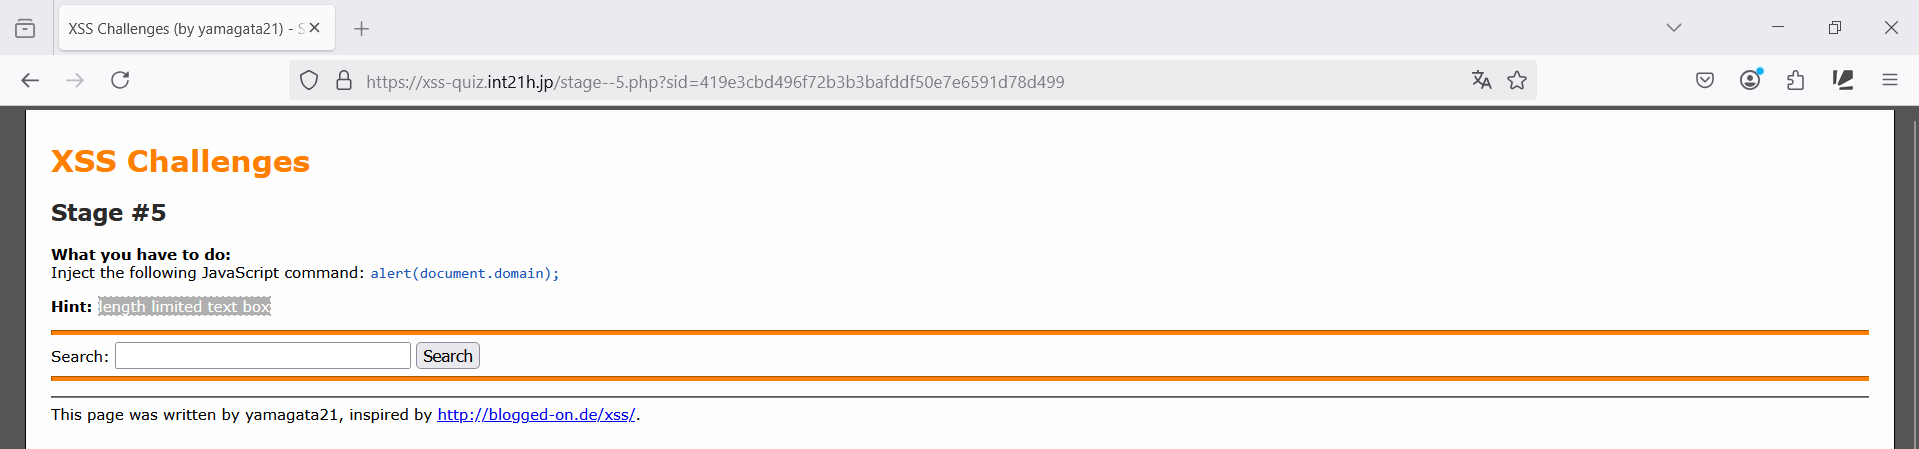 XSS Challenges (by yamagata21) - S
https://xss-quiz.int21h.jp/stage--5.php?sid=419e3cbd496f72b3b3bafddf50e7e6591d78d499
XSS Challenges
Stage #5
What you have to do:
Inject the following JavaScript command: alert(document.domain);
Hint: length limited text box
Search: Search
This page was written by yamagata21, inspired by http://blogged-on.de/xss/.